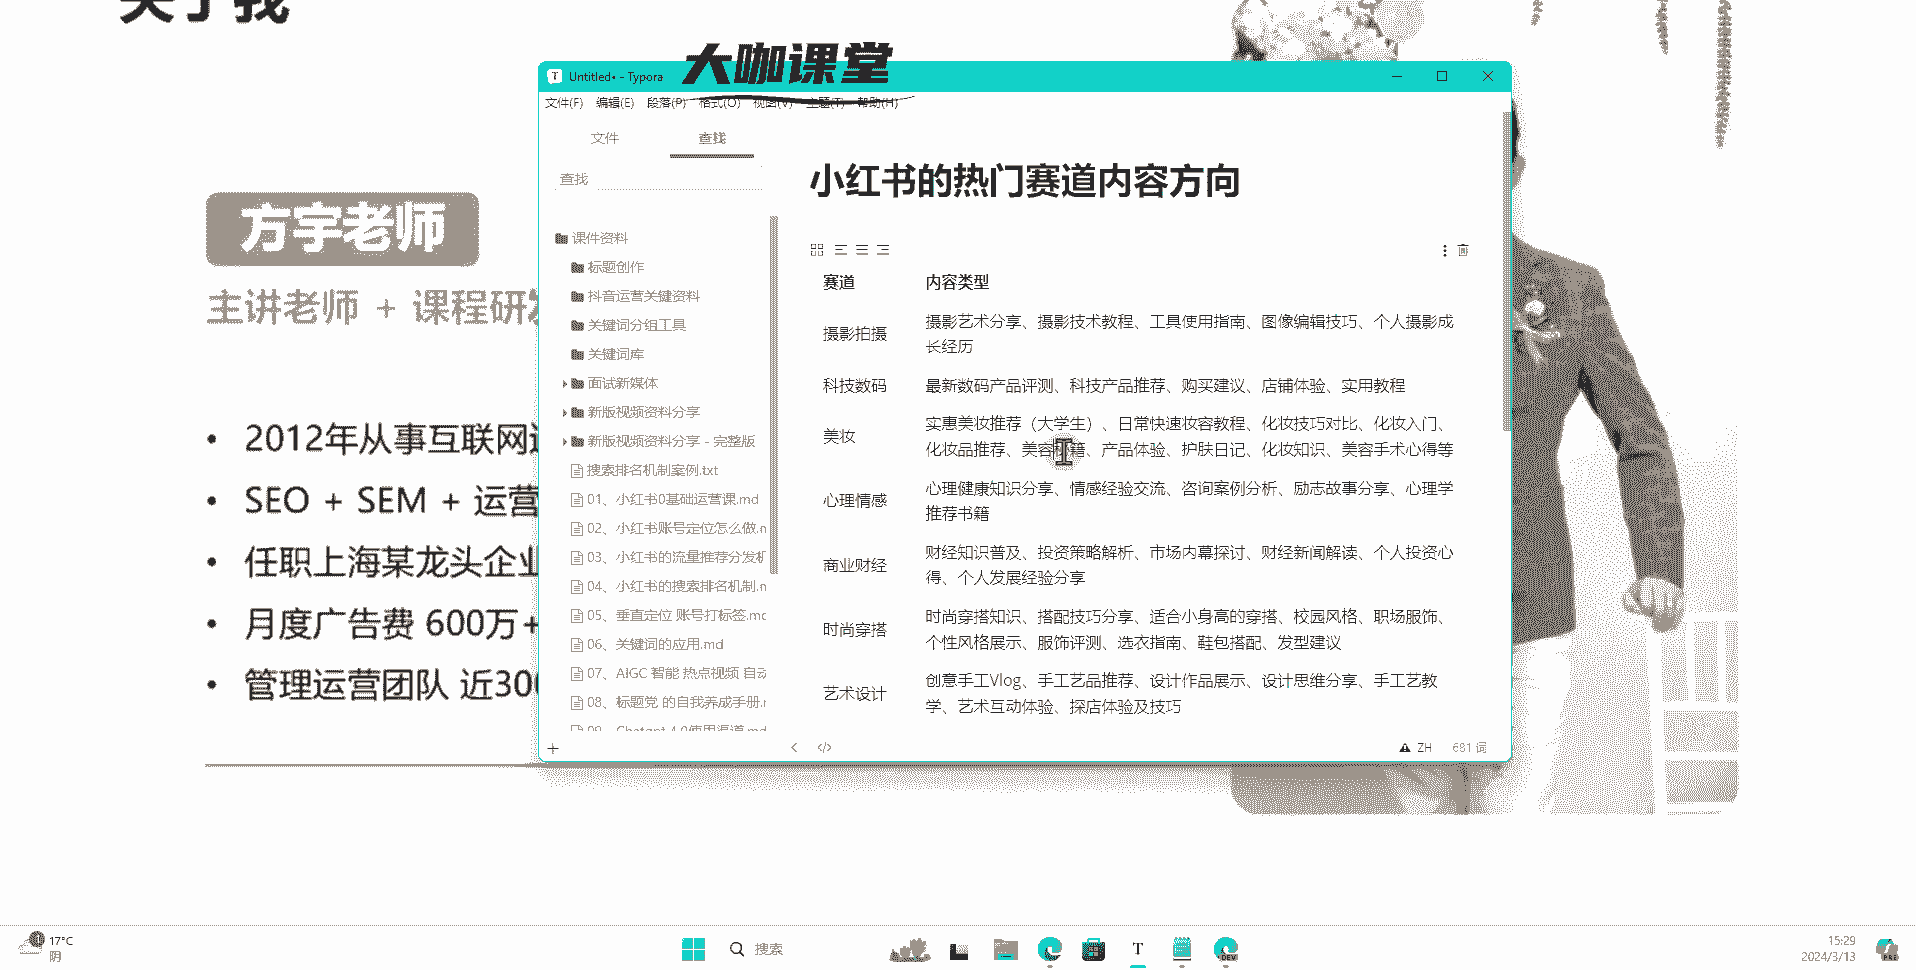 关于我
大咖课堂
Untitled• - Typora
文件(F) 编辑(E) 段落(P) 格式(O) 视图(V) 主题(T) 帮助(H)
文件 查找
查找
课件资料
标题创作
抖音运营关键资料
关键词分组工具
关键词库
面试新媒体
新版视频资料分享
新版视频资料分享 - 完整版
搜索排名机制案例.txt
01、小红书0基础运营课.md
02、小红书账号定位怎么做.
03、小红书的流量推荐分发
04、小红书的搜索排名机制.
05、垂直定位 账号打标签.md
06、关键词的应用.md
07、AIGC 智能 热点视频 自动
08、标题党 的自我养成手册.
小红书的热门赛道内容方向
赛道 内容类型
摄影拍摄 摄影艺术分享、摄影技术教程、工具使用指南、图像编辑技巧、个人摄影成
长经历
科技数码 最新数码产品评测、科技产品推荐、购买建议、店铺体验、实用教程
美妆 实惠美妆推荐（大学生）、日常快速妆容教程、化妆技巧对比、化妆入门、
化妆品推荐、美容 籍、产品体验、护肤日记、化妆知识、美容手术心得等
心理情感 心理健康知识分享、情感经验交流、咨询案例分析、励志故事分享、心理学
推荐书籍
商业财经 财经知识普及、投资策略解析、市场内幕探讨、财经新闻解读、个人投资心
得、个人发展经验分享
时尚穿搭 时尚穿搭知识、搭配技巧分享、适合小身高的穿搭、校园风格、职场服饰、
个性风格展示、服饰评测、选衣指南、鞋包搭配、发型建议
艺术设计 创意手工Vlog、手工艺品推荐、设计作品展示、设计思维分享、手工艺教
学、艺术互动体验、探店体验及技巧
ZH 681 词
方宇老师
主讲老师 + 课程研
• 2012年从事互联网
• SEO + SEM + 运营
• 任职上海某龙头企业
• 月度广告费 600万+
• 管理运营团队 近300
17°C
阴
搜索
15:29
2024/3/13